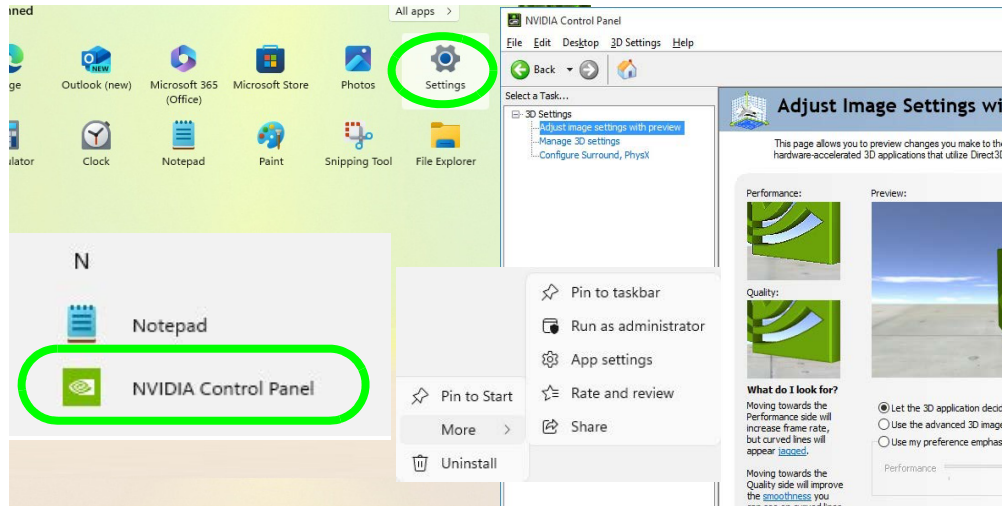 nned
All apps >
ge
Outlook (new)
Microsoft 365
(Office)
Microsoft Store
Photos
Settings
NEW
ulator
Clock
Notepad
Paint
Snipping Tool
File Explorer
N
Notepad
NVIDIA Control Panel
Pin to Start
More >
Uninstall
Pin to taskbar
Run as administrator
App settings
Rate and review
Share
NVIDIA Control Panel
File Edit Desktop 3D Settings Help
Back
Select a Task...
3D Settings
Adjust image settings with preview
Manage 3D settings
Configure Surround, PhysX
Adjust Image Settings wi
This page allows you to preview changes you make to the
hardware-accelerated 3D applications that utilize Direct3D
Performance:
Preview:
Quality:
What do I look for?
Moving towards the
Performance side will
increase frame rate,
but curved lines will
appear jagged.
Moving towards the
Quality side will improve
the smoothness you
Let the 3D application decid
Use the advanced 3D image
Use my preference emphas
Performance